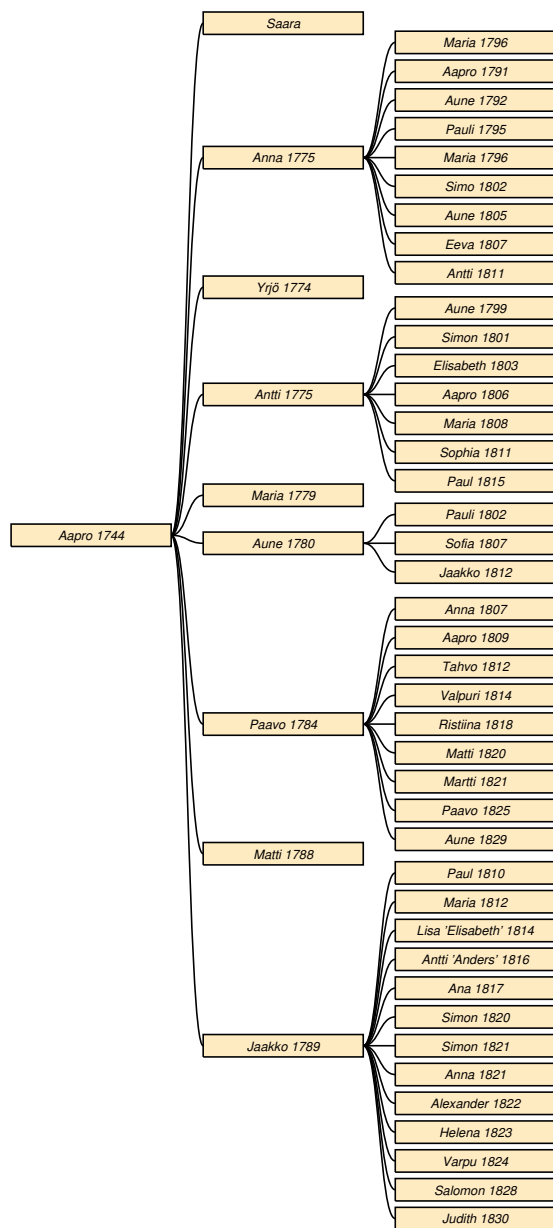 Saara
Maria 1796
Aapro 1791
Aune 1792
Pauli 1795
Anna 1775
Maria 1796
Simo 1802
Aune 1805
Eeva 1807
Antti 1811
Yrjö 1774
Aune 1799
Simon 1801
Elisabeth 1803
Antti 1775
Aapro 1806
Maria 1808
Sophia 1811
Paul 1815
Maria 1779
Pauli 1802
Aapro 1744
Aune 1780
Sofia 1807
Jaakko 1812
Anna 1807
Aapro 1809
Tahvo 1812
Valpuri 1814
Paavo 1784
Ristiina 1818
Matti 1820
Martti 1821
Paavo 1825
Aune 1829
Matti 1788
Paul 1810
Maria 1812
Lisa 'Elisabeth' 1814
Antti 'Anders' 1816
Ana 1817
Simon 1820
Jaakko 1789
Simon 1821
Anna 1821
Alexander 1822
Helena 1823
Varpu 1824
Salomon 1828
Judith 1830